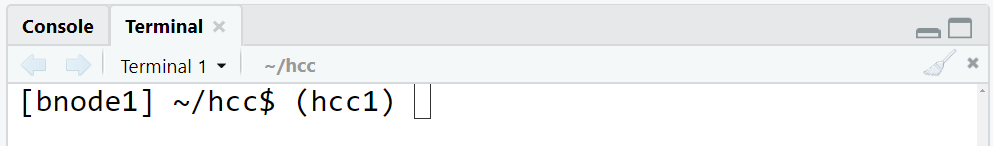 Console Terminal
Terminal 1 ~/hcc
[bnode1] ~/hcc$ (hcc1)